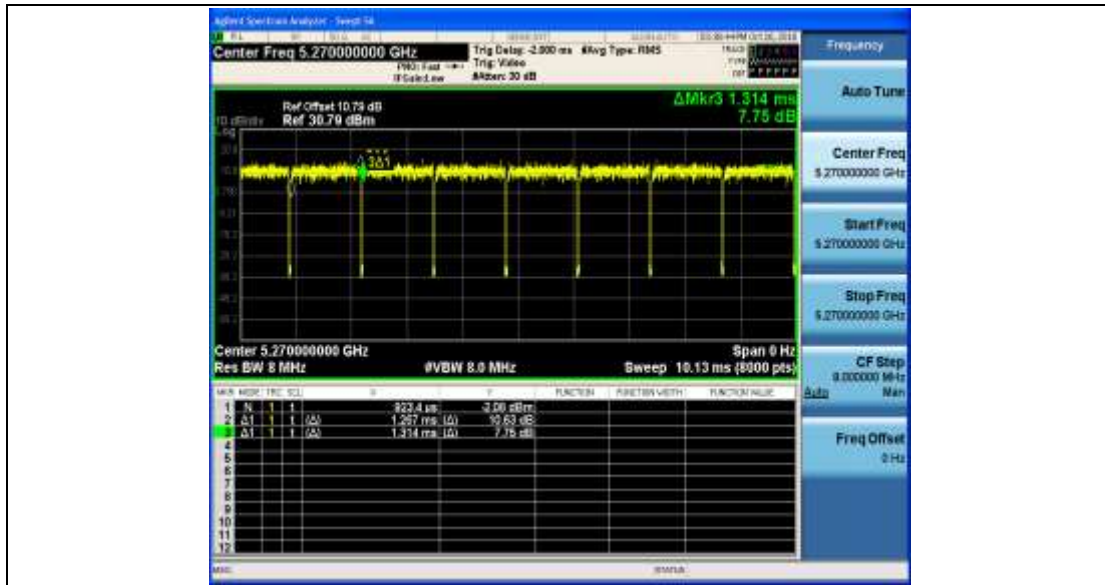 Agilent Spectrum Analyzer - Swept SA
Center Freq 5.270000000 GHz
PNO: Fast
IFGain:Low
Trig Delay: -2.000 ms
Trig: Video
#Atten: 30 dB
#Avg Type: RMS
TRACE
TYPE
DET P P P P P P
Ref Offset 10.79 dB
Ref 30.79 dBm
10 dB/div
Log
ΔMkr3 1.314 ms
7.75 dB
3Δ1
Center 5.270000000 GHz
Res BW 8 MHz
#VBW 8.0 MHz
Span 0 Hz
Sweep 10.13 ms (8000 pts)
MKR MODE TRC SCL X Y FUNCTION FUNCTION WIDTH FUNCTION VALUE
1 N 1 t 923.4 µs -3.06 dBm
2 Δ1 1 t (Δ) 1.267 ms (Δ) 10.63 dB
3 Δ1 1 t (Δ) 1.314 ms (Δ) 7.75 dB
4
5
6
7
8
9
10
11
12
MSG
STATUS
Frequency
Auto Tune
Center Freq
5.270000000 GHz
Start Freq
5.270000000 GHz
Stop Freq
5.270000000 GHz
CF Step
8.000000 MHz
Auto Man
Freq Offset
0 Hz